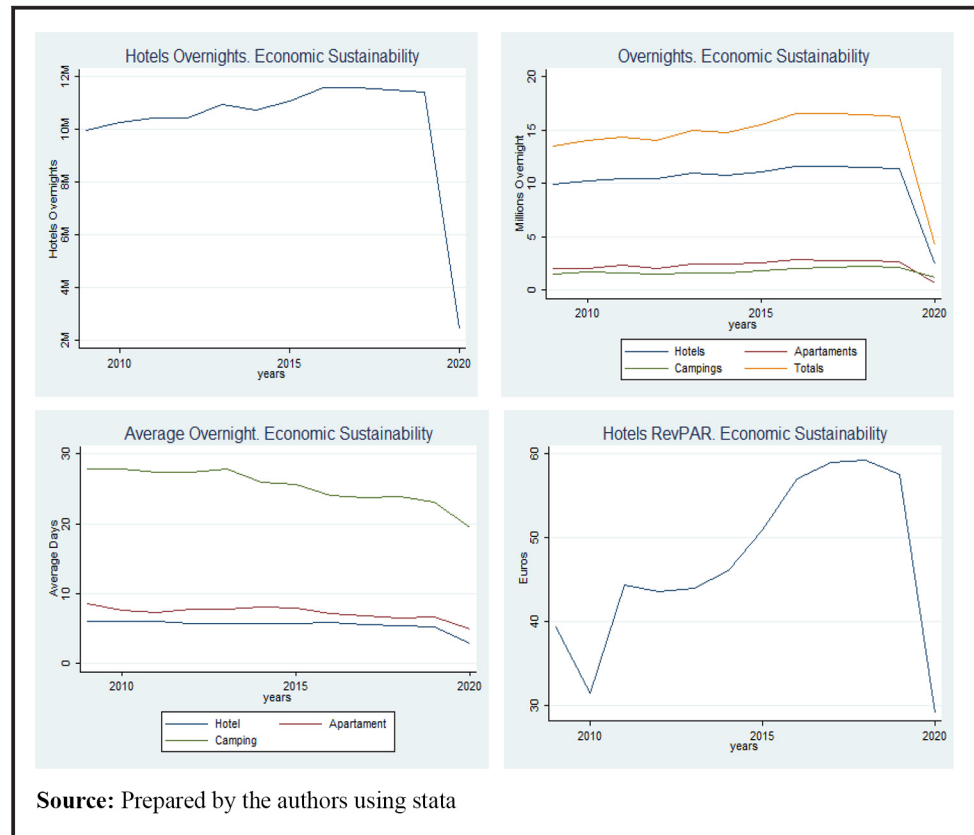 Hotels Overnights. Economic Sustainability
12M
10M
8M
6M
4M
2M
Hotels Overnights
2010 2015 2020
years
Overnights. Economic Sustainability
20
15
10
5
0
Millions Overnight
2010 2015 2020
years
Hotels Apartaments
Campings Totals
Average Overnight. Economic Sustainability
30
20
10
0
Average Days
2010 2015 2020
years
Hotel Apartament
Camping
Hotels RevPAR. Economic Sustainability
60
50
40
30
Euros
2010 2015 2020
years
Source: Prepared by the authors using stata